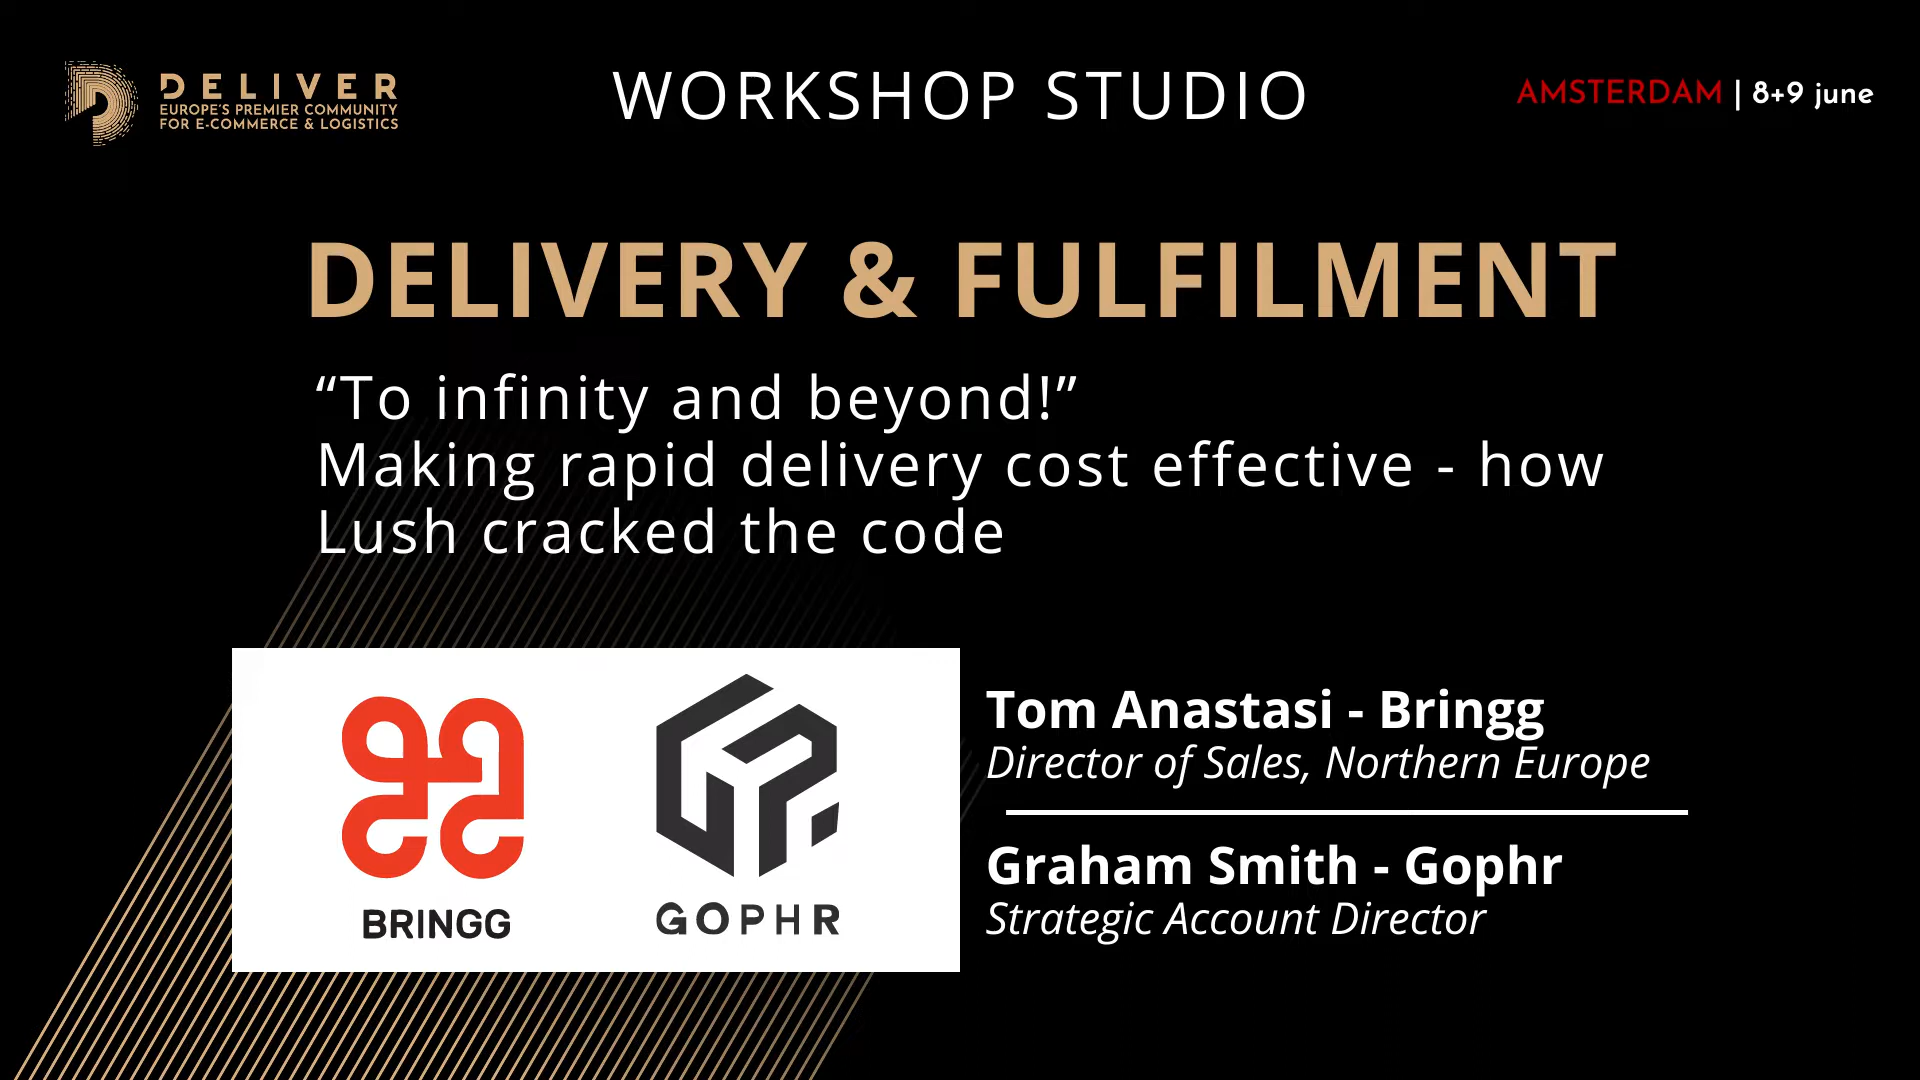 DELIVER
EUROPE'S PREMIER COMMUNITY
FOR E-COMMERCE & LOGISTICS
WORKSHOP STUDIO
AMSTERDAM | 8+9 june
DELIVERY & FULFILMENT
“To infinity and beyond!”
Making rapid delivery cost effective - how
Lush cracked the code
BRINGG
GOPHR
Tom Anastasi - Bringg
Director of Sales, Northern Europe
Graham Smith - Gophr
Strategic Account Director